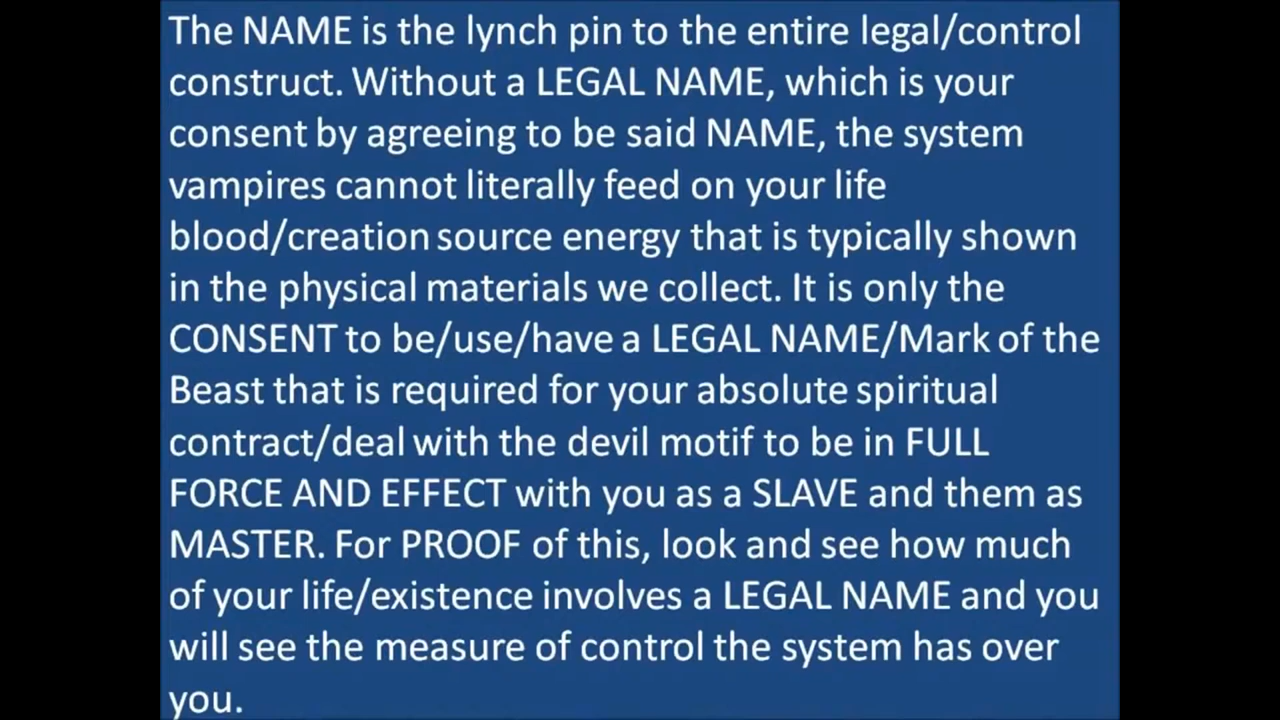 The NAME is the lynch pin to the entire legal/control
construct. Without a LEGAL NAME, which is your
consent by agreeing to be said NAME, the system
vampires cannot literally feed on your life
blood/creation source energy that is typically shown
in the physical materials we collect. It is only the
CONSENT to be/use/have a LEGAL NAME/Mark of the
Beast that is required for your absolute spiritual
contract/deal with the devil motif to be in FULL
FORCE AND EFFECT with you as a SLAVE and them as
MASTER. For PROOF of this, look and see how much
of your life/existence involves a LEGAL NAME and you
will see the measure of control the system has over
you.